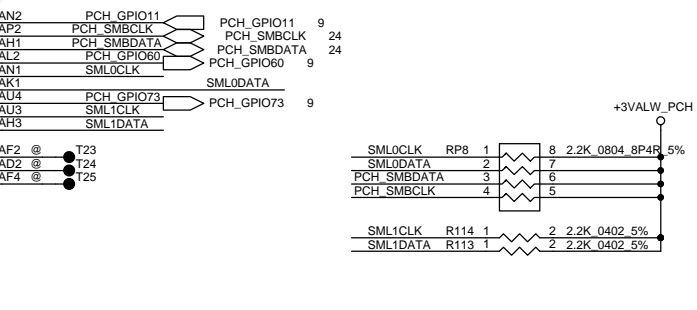 AN2 PCH_GPIO11 PCH_GPIO11 9
AP2 PCH_SMBCLK PCH_SMBCLK 24
AH1 PCH_SMBDATA PCH_SMBDATA 24
AL2 PCH_GPIO60 PCH_GPIO60 9
AN1 SML0CLK
AK1 SML0DATA
AU4 PCH_GPIO73 PCH_GPIO73 9
AU3 SML1CLK
AH3 SML1DATA
+3VALW_PCH
AF2 @ T23
AD2 @ T24
AF4 @ T25
SML0CLK RP8 1 8 2.2K_0804_8P4R_5%
SML0DATA 2 7
PCH_SMBDATA 3 6
PCH_SMBCLK 4 5
SML1CLK R114 1 2 2.2K_0402_5%
SML1DATA R113 1 2 2.2K_0402_5%